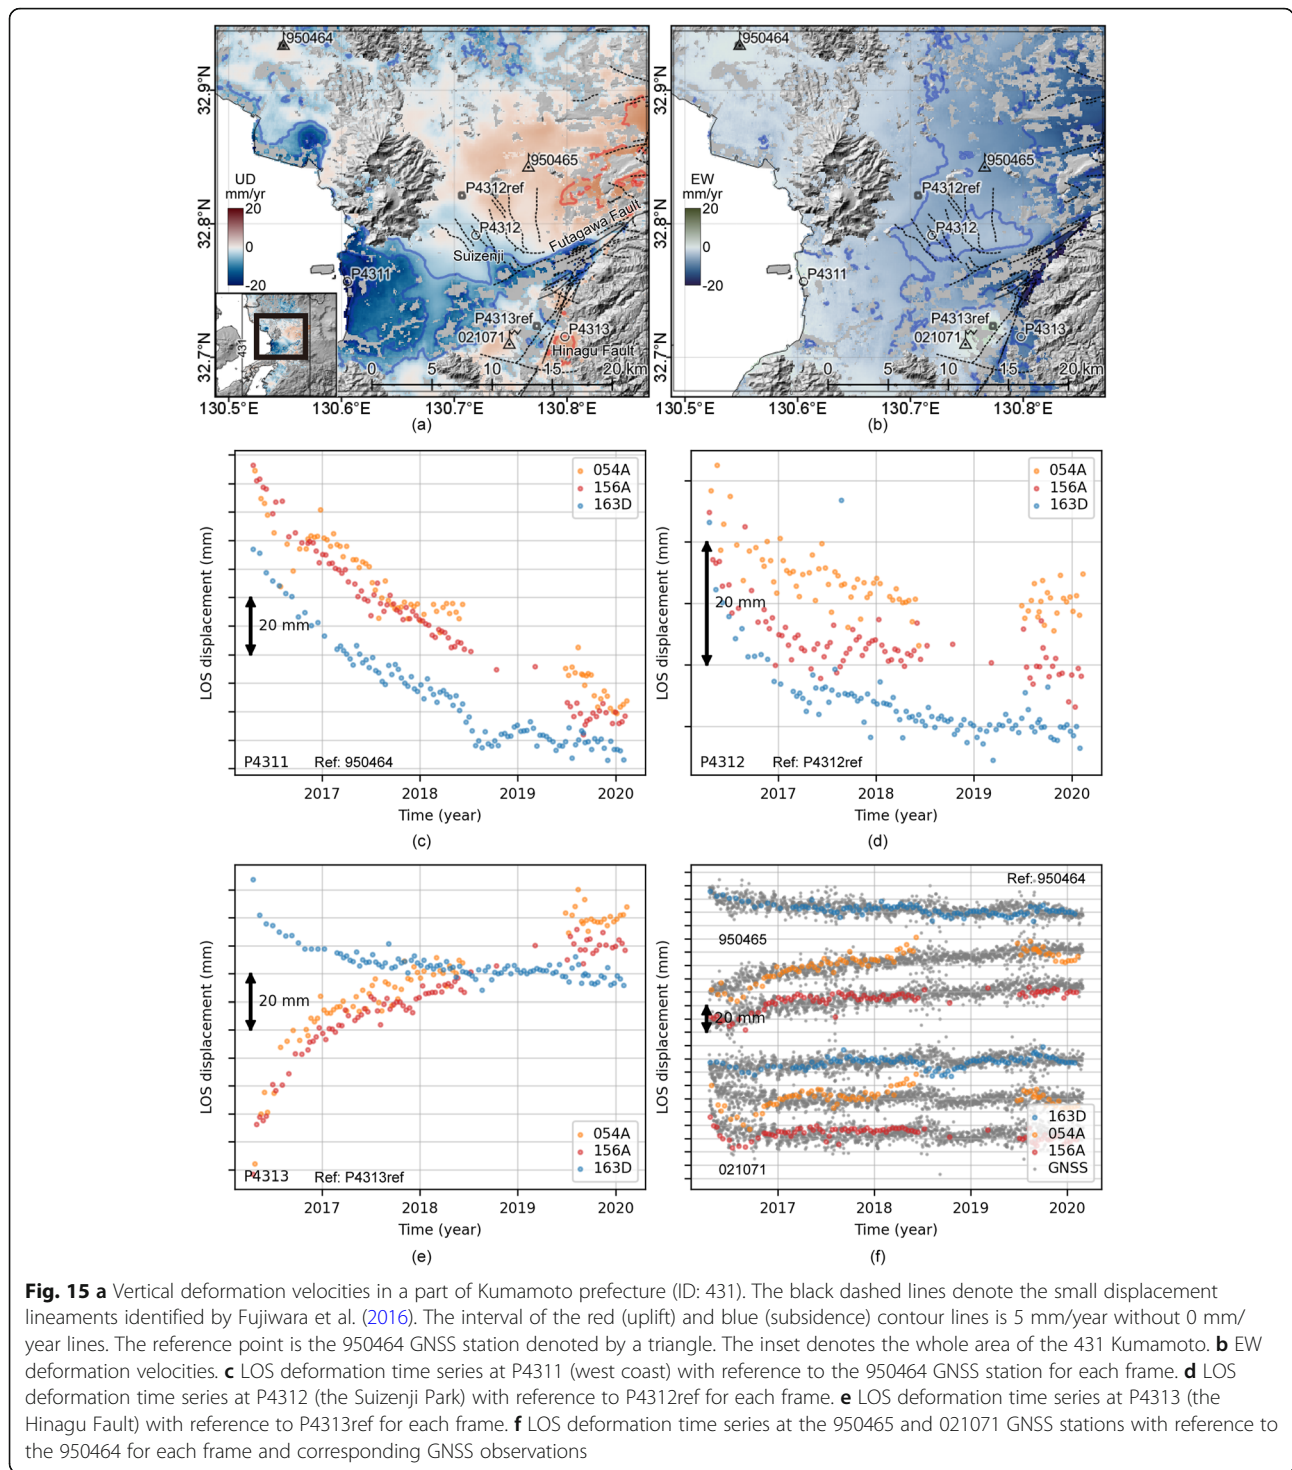 950464
32.9°N
950465
P4312ref
UD
mm/yr
20
0
-20
32.8°N
P4312
Futagawa Fault
Suizenji
P4311
431
P4313ref
021071
P4313
Hinagu Fault
32.7°N
0 5 10 15 20 km
130.5°E 130.6°E 130.7°E 130.8°E
(a)
950464
32.9°N
950465
P4312ref
EW
mm/yr
20
0
-20
32.8°N
P4312
P4311
P4313ref
021071
P4313
32.7°N
0 5 10 15 20 km
130.5°E 130.6°E 130.7°E 130.8°E
(b)
054A
156A
163D
LOS displacement (mm)
20 mm
P4311 Ref: 950464
2017 2018 2019 2020
Time (year)
(c)
054A
156A
163D
LOS displacement (mm)
20 mm
P4312 Ref: P4312ref
2017 2018 2019 2020
Time (year)
(d)
LOS displacement (mm)
20 mm
054A
156A
163D
P4313 Ref: P4313ref
2017 2018 2019 2020
Time (year)
(e)
Ref: 950464
950465
LOS displacement (mm)
20 mm
163D
054A
156A
GNSS
021071
2017 2018 2019 2020
Time (year)
(f)
Fig. 15 a Vertical deformation velocities in a part of Kumamoto prefecture (ID: 431). The black dashed lines denote the small displacement
lineaments identified by Fujiwara et al. (2016). The interval of the red (uplift) and blue (subsidence) contour lines is 5 mm/year without 0 mm/
year lines. The reference point is the 950464 GNSS station denoted by a triangle. The inset denotes the whole area of the 431 Kumamoto. b EW
deformation velocities. c LOS deformation time series at P4311 (west coast) with reference to the 950464 GNSS station for each frame. d LOS
deformation time series at P4312 (the Suizenji Park) with reference to P4312ref for each frame. e LOS deformation time series at P4313 (the
Hinagu Fault) with reference to P4313ref for each frame. f LOS deformation time series at the 950465 and 021071 GNSS stations with reference to
the 950464 for each frame and corresponding GNSS observations